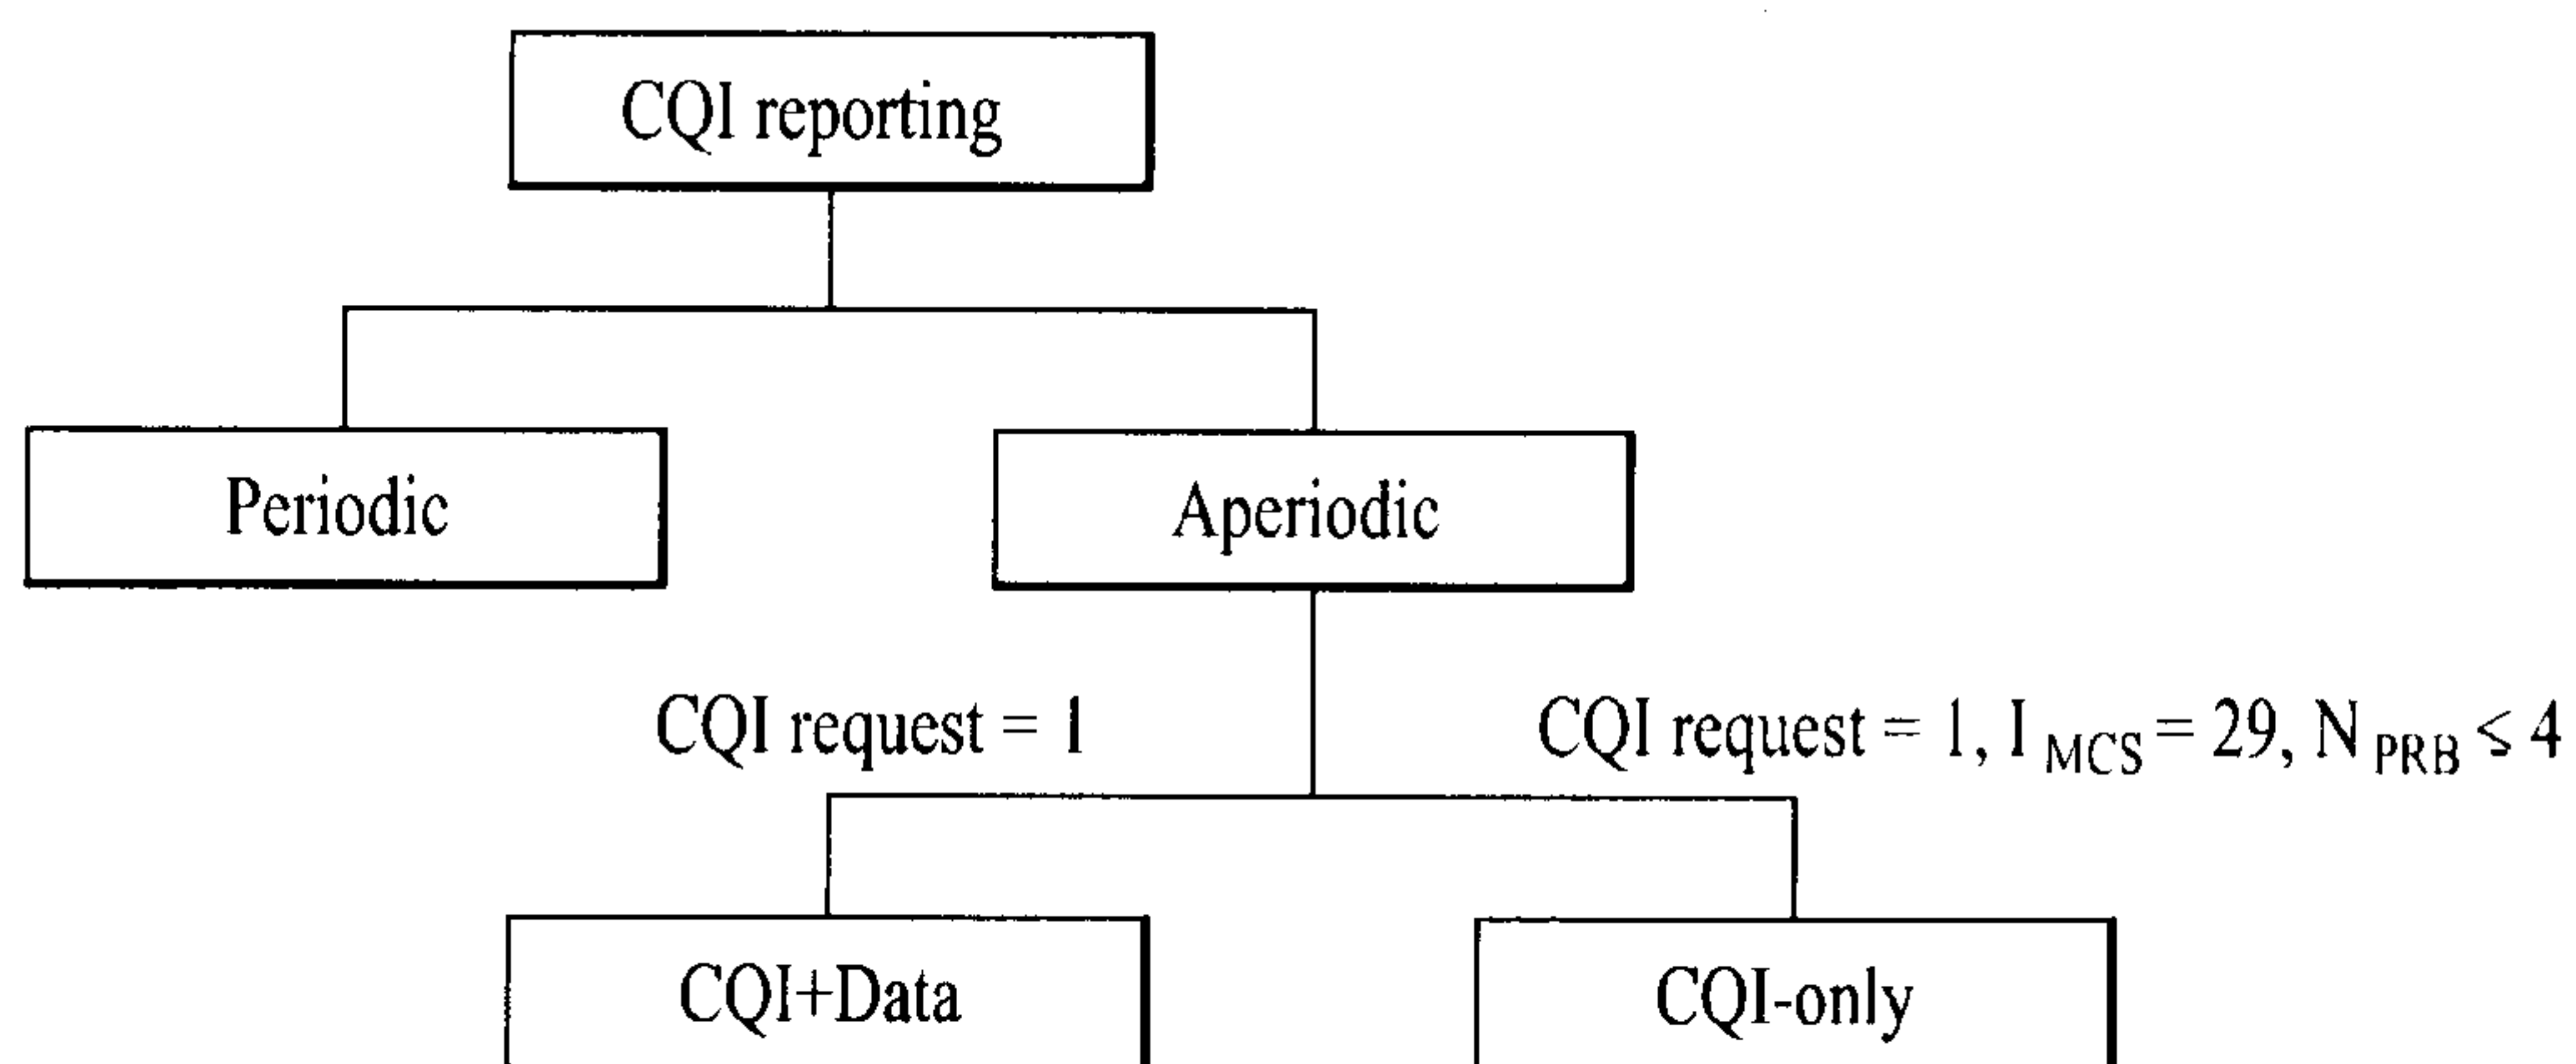 CQI reporting
Periodic
Aperiodic
CQI request = 1
CQI request = 1, I MCS = 29, N PRB ≤ 4
CQI+Data
CQI-only